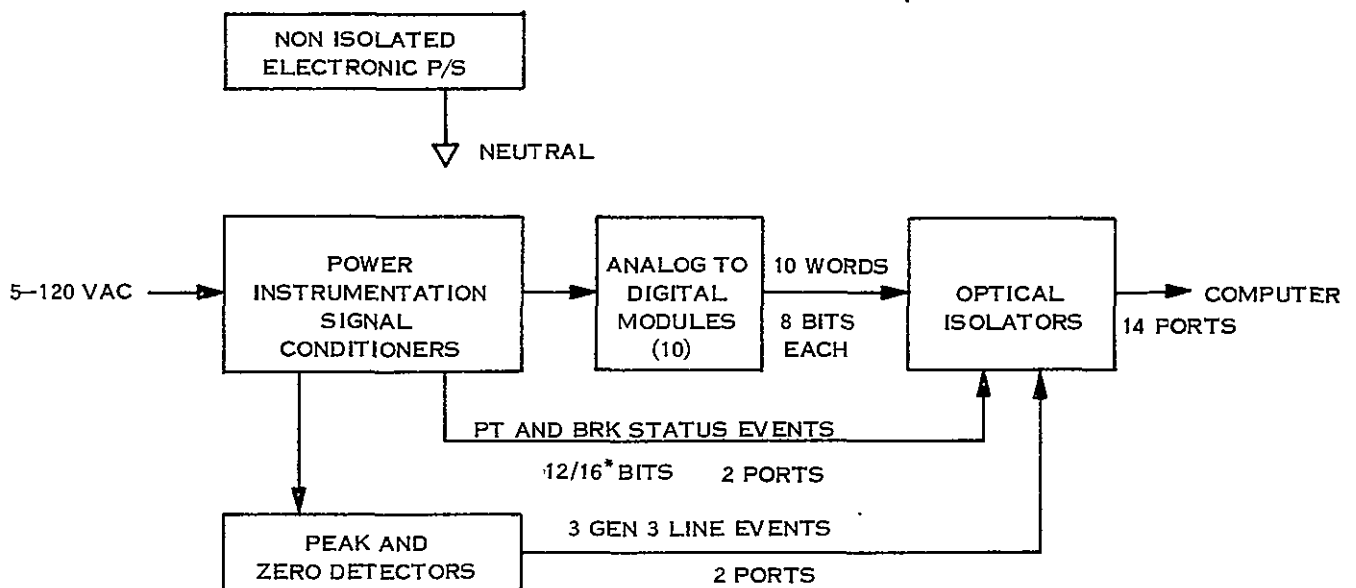 NON ISOLATED
ELECTRONIC P/S
NEUTRAL
5–120 VAC
POWER
INSTRUMENTATION
SIGNAL
CONDITIONERS
ANALOG TO
DIGITAL
MODULES
(10)
10 WORDS
8 BITS
EACH
OPTICAL
ISOLATORS
COMPUTER
14 PORTS
PT AND BRK STATUS EVENTS
12/16* BITS 2 PORTS
PEAK AND
ZERO DETECTORS
3 GEN 3 LINE EVENTS
2 PORTS